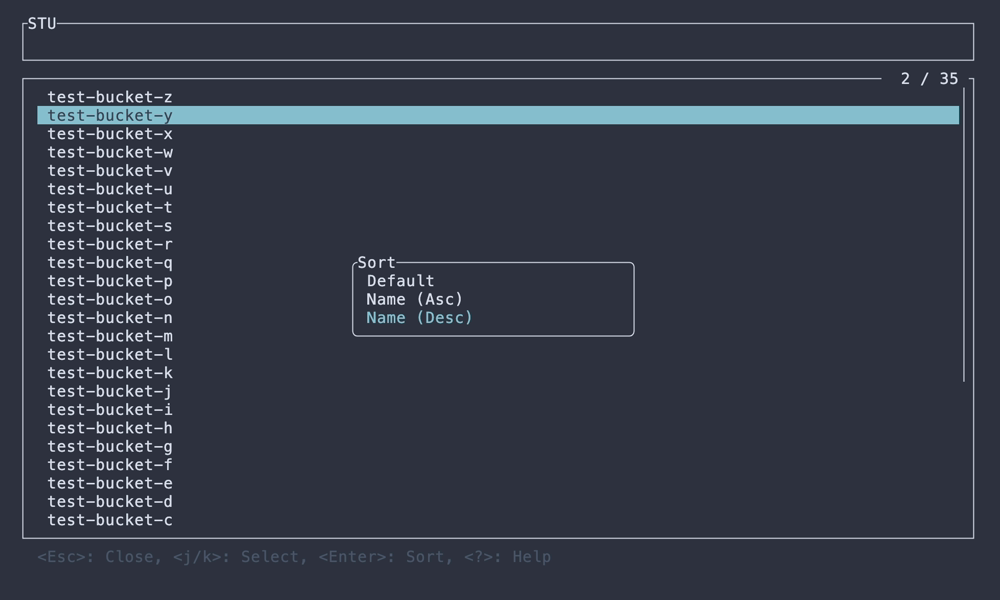 STU
2 / 35
test-bucket-z
test-bucket-y
test-bucket-x
test-bucket-w
test-bucket-v
test-bucket-u
test-bucket-t
test-bucket-s
test-bucket-r
test-bucket-q
test-bucket-p
test-bucket-o
test-bucket-n
test-bucket-m
test-bucket-l
test-bucket-k
test-bucket-j
test-bucket-i
test-bucket-h
test-bucket-g
test-bucket-f
test-bucket-e
test-bucket-d
test-bucket-c
Sort
Default
Name (Asc)
Name (Desc)
<Esc>: Close, <j/k>: Select, <Enter>: Sort, <?>: Help